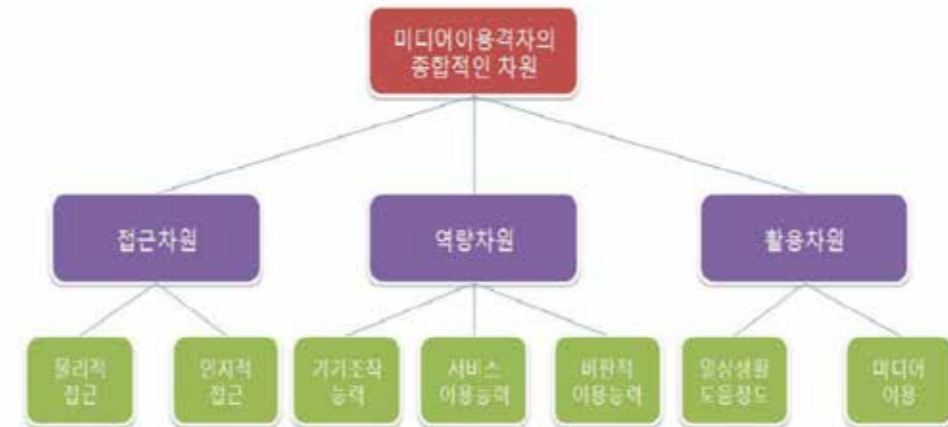 미디어이용격차의
종합적인 차원
접근차원
역량차원
활용차원
물리적
접근
인지적
접근
기기조작
능력
서비스
이용능력
비판적
이용능력
일상생활
도움정도
미디어
이용